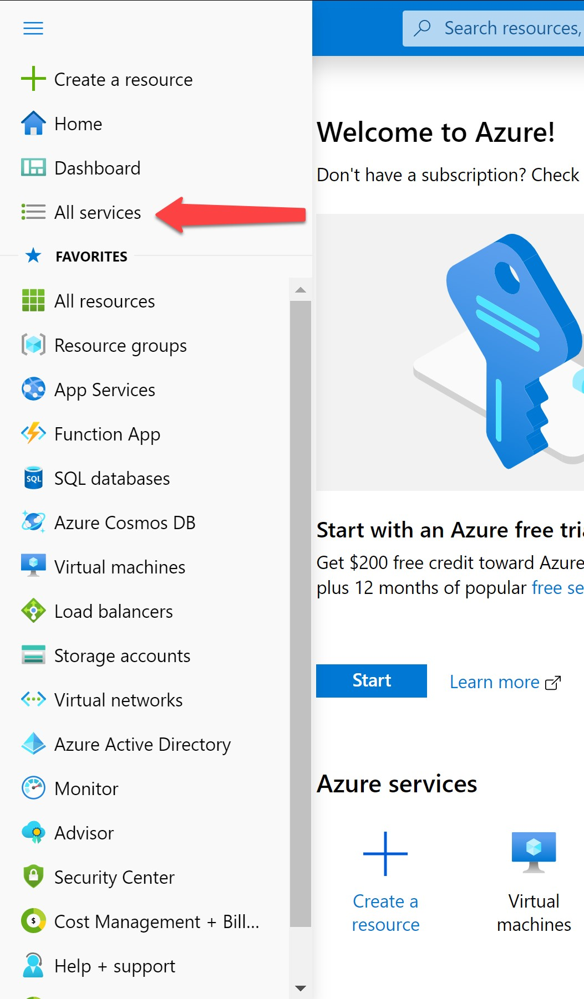 Search resources,
Create a resource
Home
Dashboard
All services
FAVORITES
All resources
Resource groups
App Services
Function App
SQL databases
SQL
Azure Cosmos DB
Virtual machines
Load balancers
Storage accounts
Virtual networks
Azure Active Directory
Monitor
Advisor
Security Center
Cost Management + Bill...
$
Help + support
Welcome to Azure!
Don't have a subscription? Check
Start with an Azure free tria
Get $200 free credit toward Azure
plus 12 months of popular free se
Start
Learn more
Azure services
Create a
resource
Virtual
machines